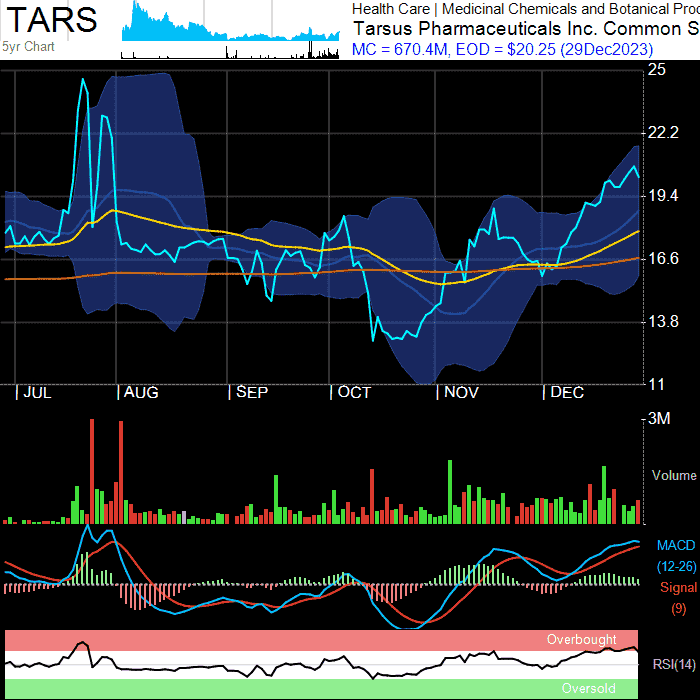 TARS
5yr Chart
Health Care | Medicinal Chemicals and Botanical Prod
Tarsus Pharmaceuticals Inc. Common S
MC = 670.4M, EOD = $20.25 (29Dec2023)
25
22.2
19.4
16.6
13.8
11
JUL AUG SEP OCT NOV DEC
3M
Volume
MACD
(12-26)
Signal
(9)
Overbought
RSI(14)
Oversold